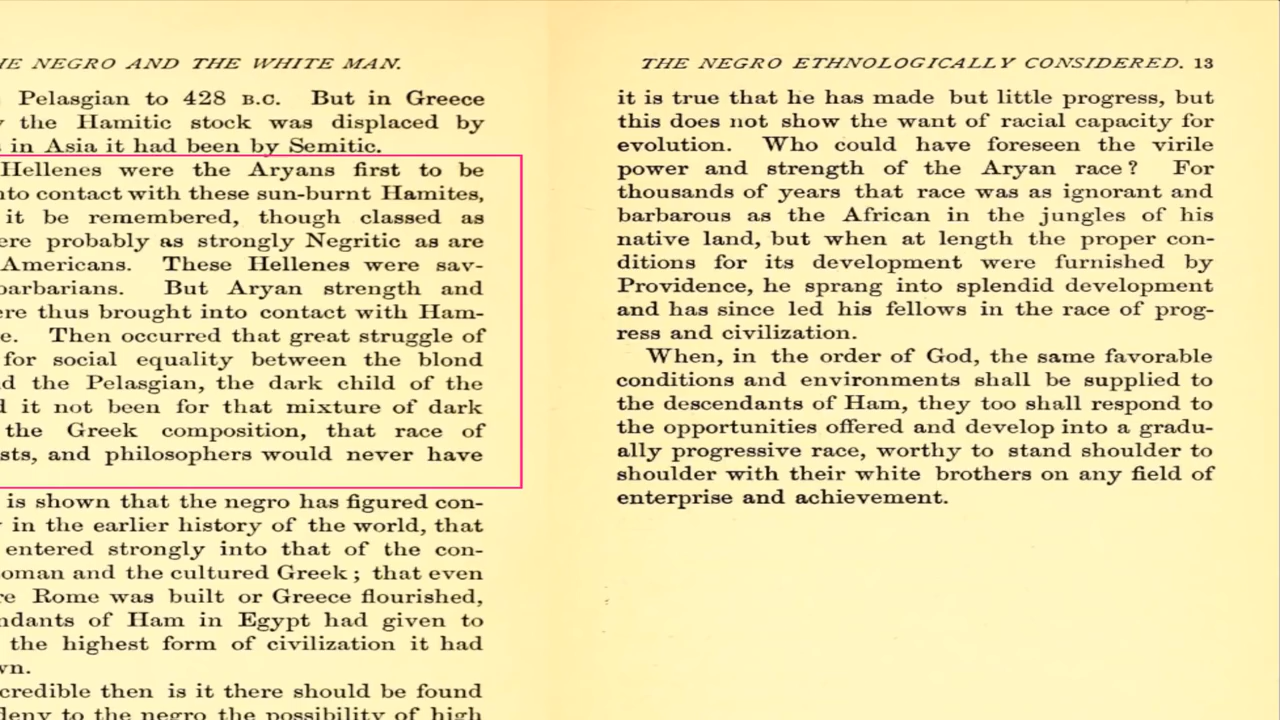 NEGRO AND THE WHITE MAN.
Pelasgian to 428 B.C. But in Greece
the Hamitic stock was displaced by
in Asia it had been by Semitic.
Hellenes were the Aryans first to be
contact with these sun-burnt Hamites,
it be remembered, though classed as
probably as strongly Negritic as are
Americans. These Hellenes were sav-
barbarians. But Aryan strength and
thus brought into contact with Ham-
Then occurred that great struggle of
for social equality between the blond
the Pelasgian, the dark child of the
it not been for that mixture of dark
the Greek composition, that race of
and philosophers would never have
is shown that the negro has figured con-
in the earlier history of the world, that
entered strongly into that of the con-
and the cultured Greek; that even
Rome was built or Greece flourished,
of Ham in Egypt had given to
the highest form of civilization it had
then is it there should be found
deny to the negro the possibility of high
THE NEGRO ETHNOLOGICALLY CONSIDERED. 13
it is true that he has made but little progress, but
this does not show the want of racial capacity for
evolution. Who could have foreseen the virile
power and strength of the Aryan race? For
thousands of years that race was as ignorant and
barbarous as the African in the jungles of his
native land, but when at length the proper con-
ditions for its development were furnished by
Providence, he sprang into splendid development
and has since led his fellows in the race of prog-
ress and civilization.
When, in the order of God, the same favorable
conditions and environments shall be supplied to
the descendants of Ham, they too shall respond to
the opportunities offered and develop into a gradu-
ally progressive race, worthy to stand shoulder to
shoulder with their white brothers on any field of
enterprise and achievement.